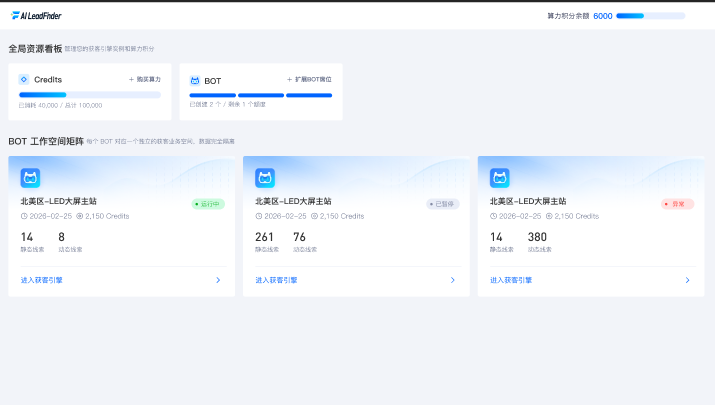 AI LeadFinder
算力积分余额 6000
全局资源看板 管理您的获客引擎实例和算力积分
Credits
+ 购买算力
已消耗 40,000 / 总计 100,000
BOT
+ 扩展BOT席位
已创建 2 个 / 剩余 1 个额度
BOT 工作空间矩阵 每个 BOT 对应一个独立的获客业务空间，数据完全隔离
北美区-LED大屏主站
运行中
2026-02-25 2,150 Credits
14 8
静态线索 动态线索
进入获客引擎
北美区-LED大屏主站
已暂停
2026-02-25 2,150 Credits
261 76
静态线索 动态线索
进入获客引擎
北美区-LED大屏主站
异常
2026-02-25 2,150 Credits
14 380
静态线索 动态线索
进入获客引擎